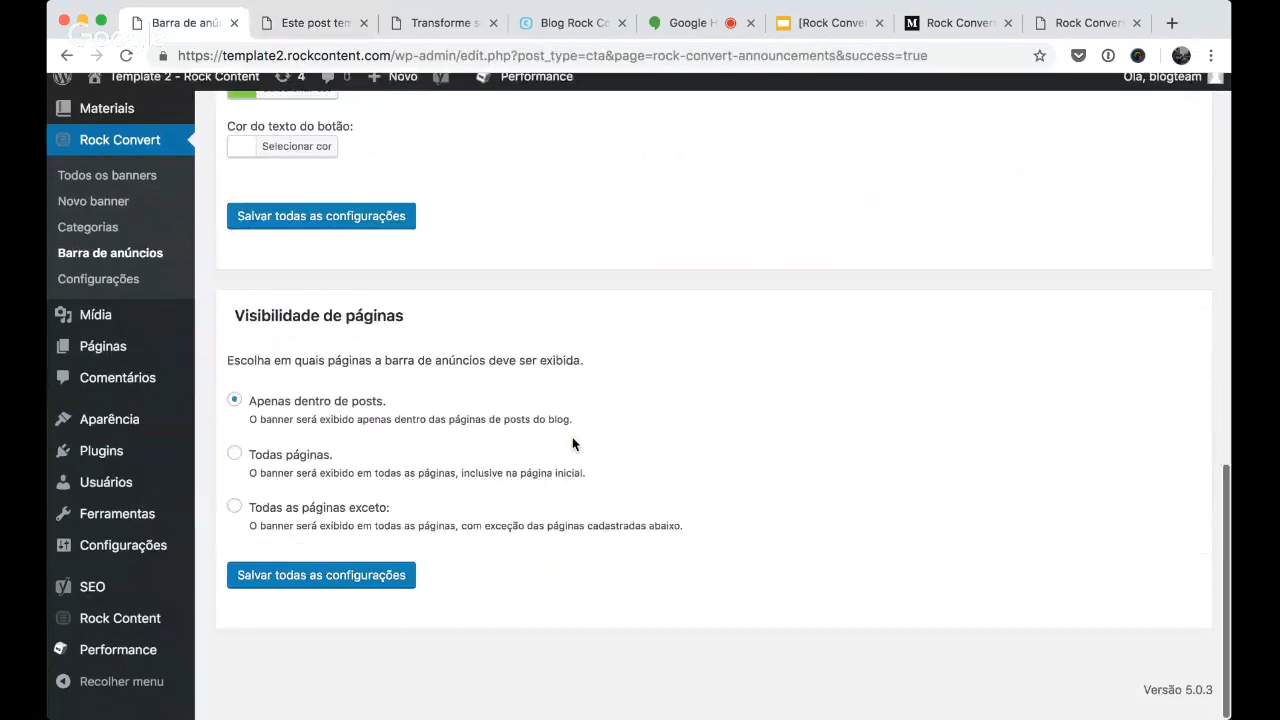 Barra de anú
Este post tem
Transforme s
Blog Rock Co
Google H
[Rock Conver
Rock Conver
Rock Conver
Google
https://template2.rockcontent.com/wp-admin/edit.php?post_type=cta&page=rock-convert-announcements&success=true
Template 2 - Rock Content
4
0
Novo
Performance
Olá, blogteam
Materiais
Rock Convert
Todos os banners
Novo banner
Categorias
Barra de anúncios
Configurações
Mídia
Páginas
Comentários
Aparência
Plugins
Usuários
Ferramentas
Configurações
SEO
Rock Content
Performance
Recolher menu
Cor do texto do botão:
Selecionar cor
Salvar todas as configurações
Visibilidade de páginas
Escolha em quais páginas a barra de anúncios deve ser exibida.
Apenas dentro de posts.
O banner será exibido apenas dentro das páginas de posts do blog.
Todas páginas.
O banner será exibido em todas as páginas, inclusive na página inicial.
Todas as páginas exceto:
O banner será exibido em todas as páginas, com exceção das páginas cadastradas abaixo.
Salvar todas as configurações
Versão 5.0.3